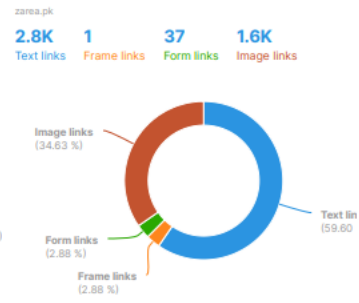 zarea.pk
2.8K 1 37 1.6K
Text links Frame links Form links Image links
Image links
(34.63 %)
Text
(59.60
Form links
(2.88 %)
Frame links
(2.88 %)